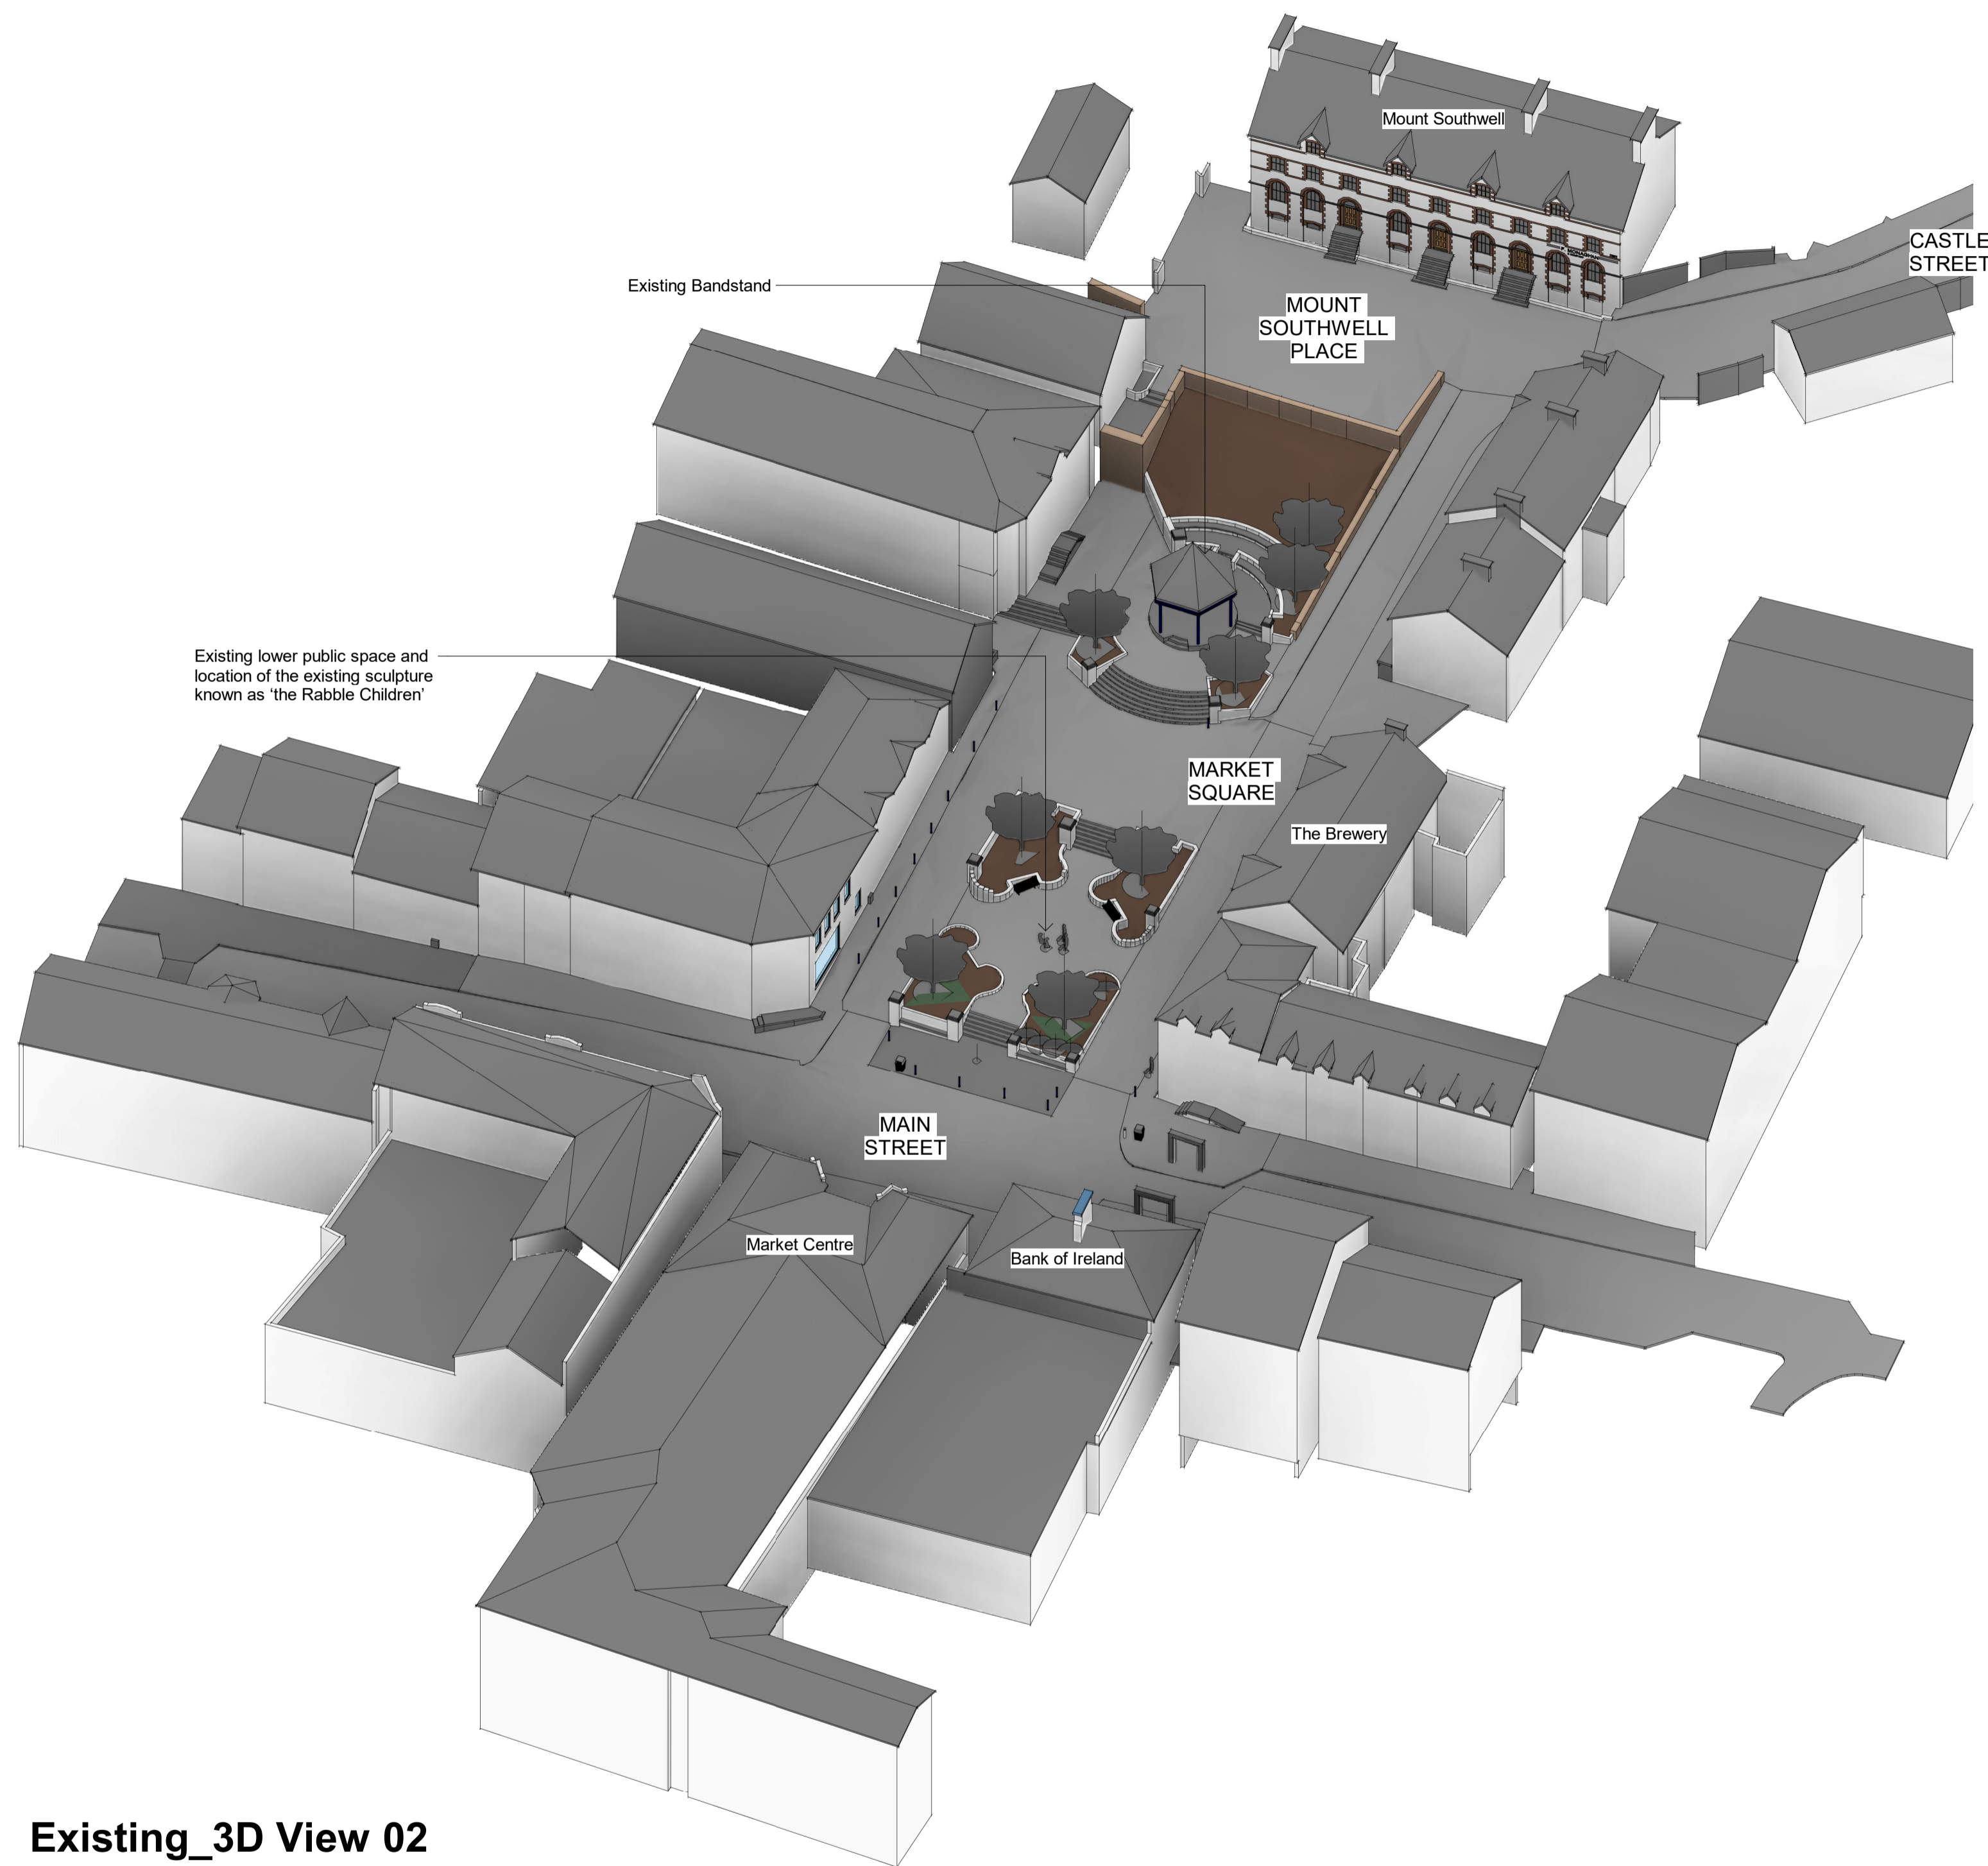 Mount Southwell
CASTLE
STREET
Existing Bandstand
MOUNT
SOUTHWELL
PLACE
Existing lower public space and
location of the existing sculpture
known as ‘the Rabble Children’
MARKET
SQUARE
The Brewery
MAIN
STREET
Market Centre
Bank of Ireland
Existing_3D View 02